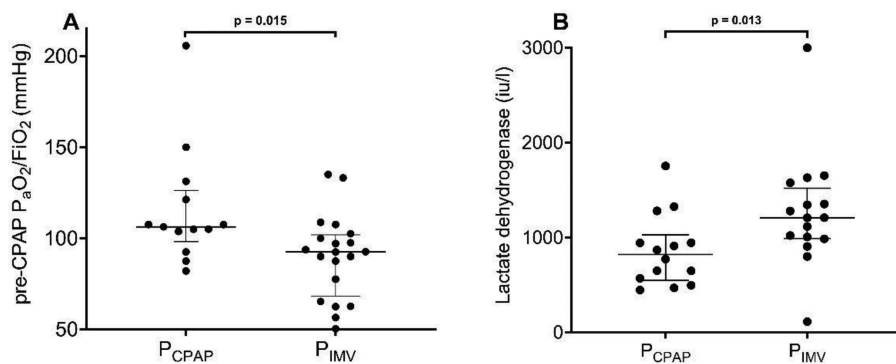 A
p = 0.015
pre-CPAP PaO2/FiO2 (mmHg)
200
150
100
50
PCPAP
PIMV
B
p = 0.013
Lactate dehydrogenase (iu/l)
3000
2000
1000
0
PCPAP
PIMV